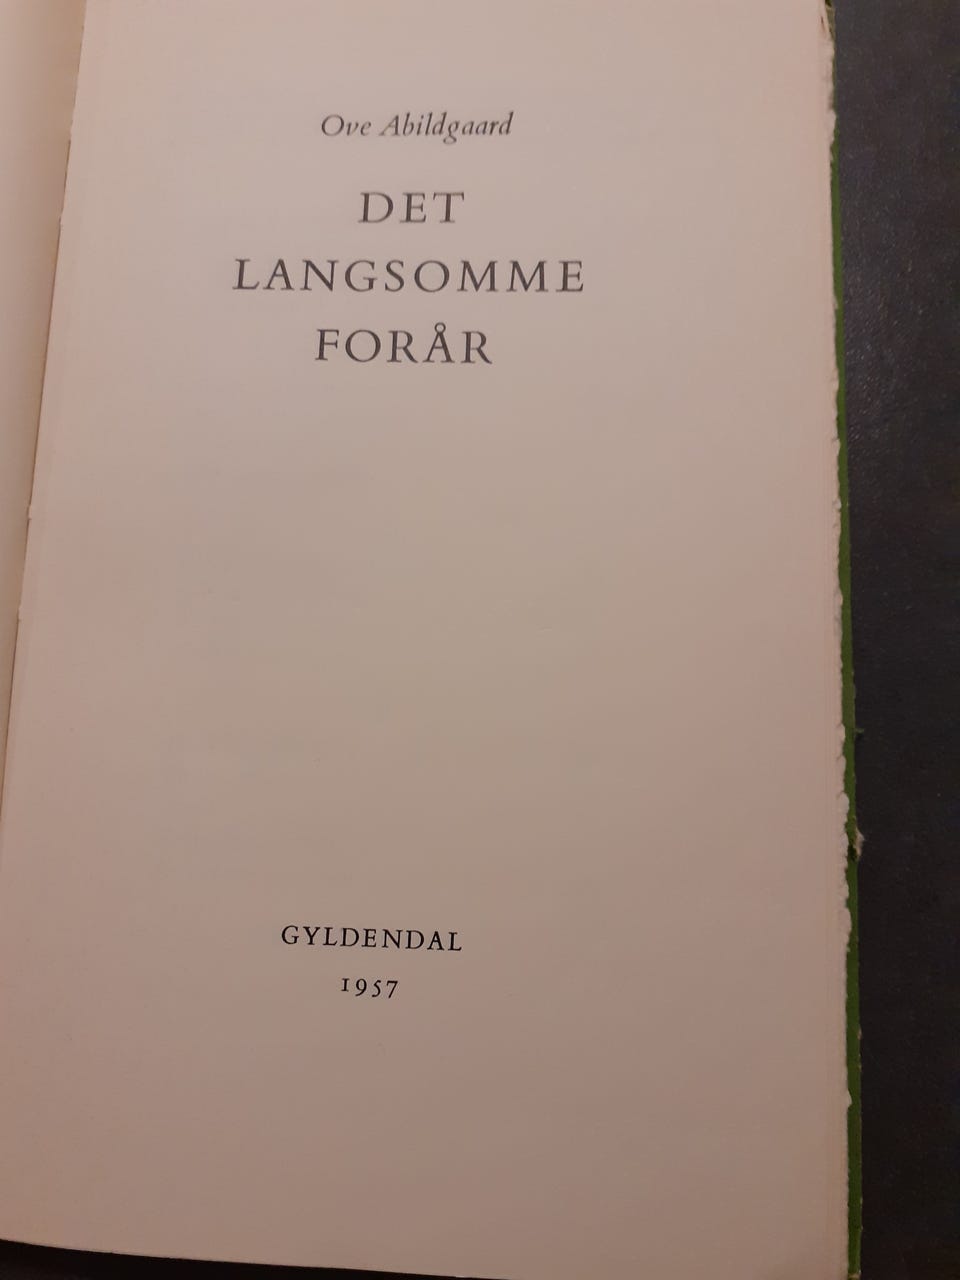 Ove Abildgaard
DET
LANGSOMME
FORÅR
GYLDENDAL
1957